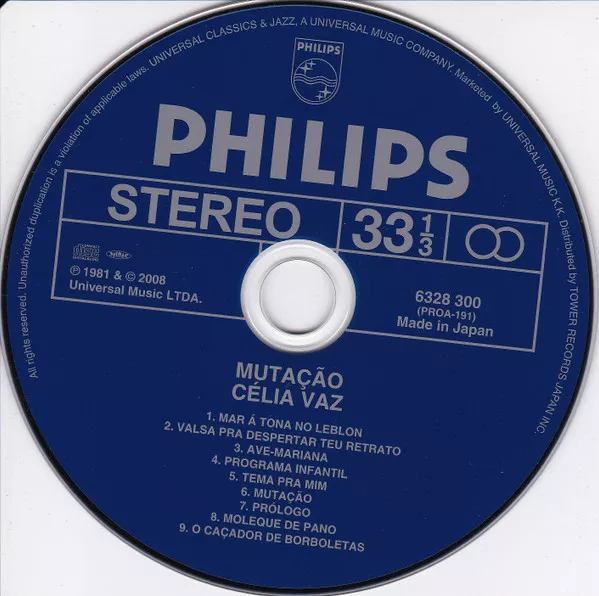 All rights reserved. Unauthorized duplication is a violation of applicable laws. UNIVERSAL CLASSICS & JAZZ, A UNIVERSAL MUSIC COMPANY. Marketed by UNIVERSAL MUSIC K.K. Distributed by TOWER RECORDS JAPAN INC.
PHILIPS
PHILIPS
STEREO
33 1/3
℗ 1981 & © 2008
Universal Music LTDA.
6328 300
(PROA-191)
Made in Japan
MUTAÇÃO
CÉLIA VAZ
1. MAR Á TONA NO LEBLON
2. VALSA PRA DESPERTAR TEU RETRATO
3. AVE-MARIANA
4. PROGRAMA INFANTIL
5. TEMA PRA MIM
6. MUTAÇÃO
7. PRÓLOGO
8. MOLEQUE DE PANO
9. O CAÇADOR DE BORBOLETAS